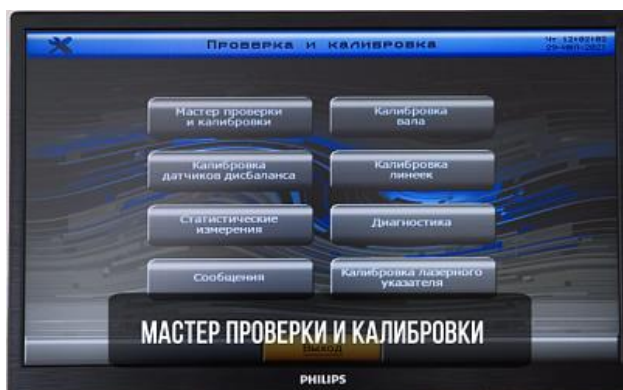 Проверка и калибровка
Мастер проверки
и калибровки
Калибровка
вала
Калибровка
датчиков дисбаланса
Калибровка
линеек
Статистические
измерения
Диагностика
Сообщения
Калибровка лазерного
указателя
МАСТЕР ПРОВЕРКИ И КАЛИБРОВКИ
Выход
PHILIPS